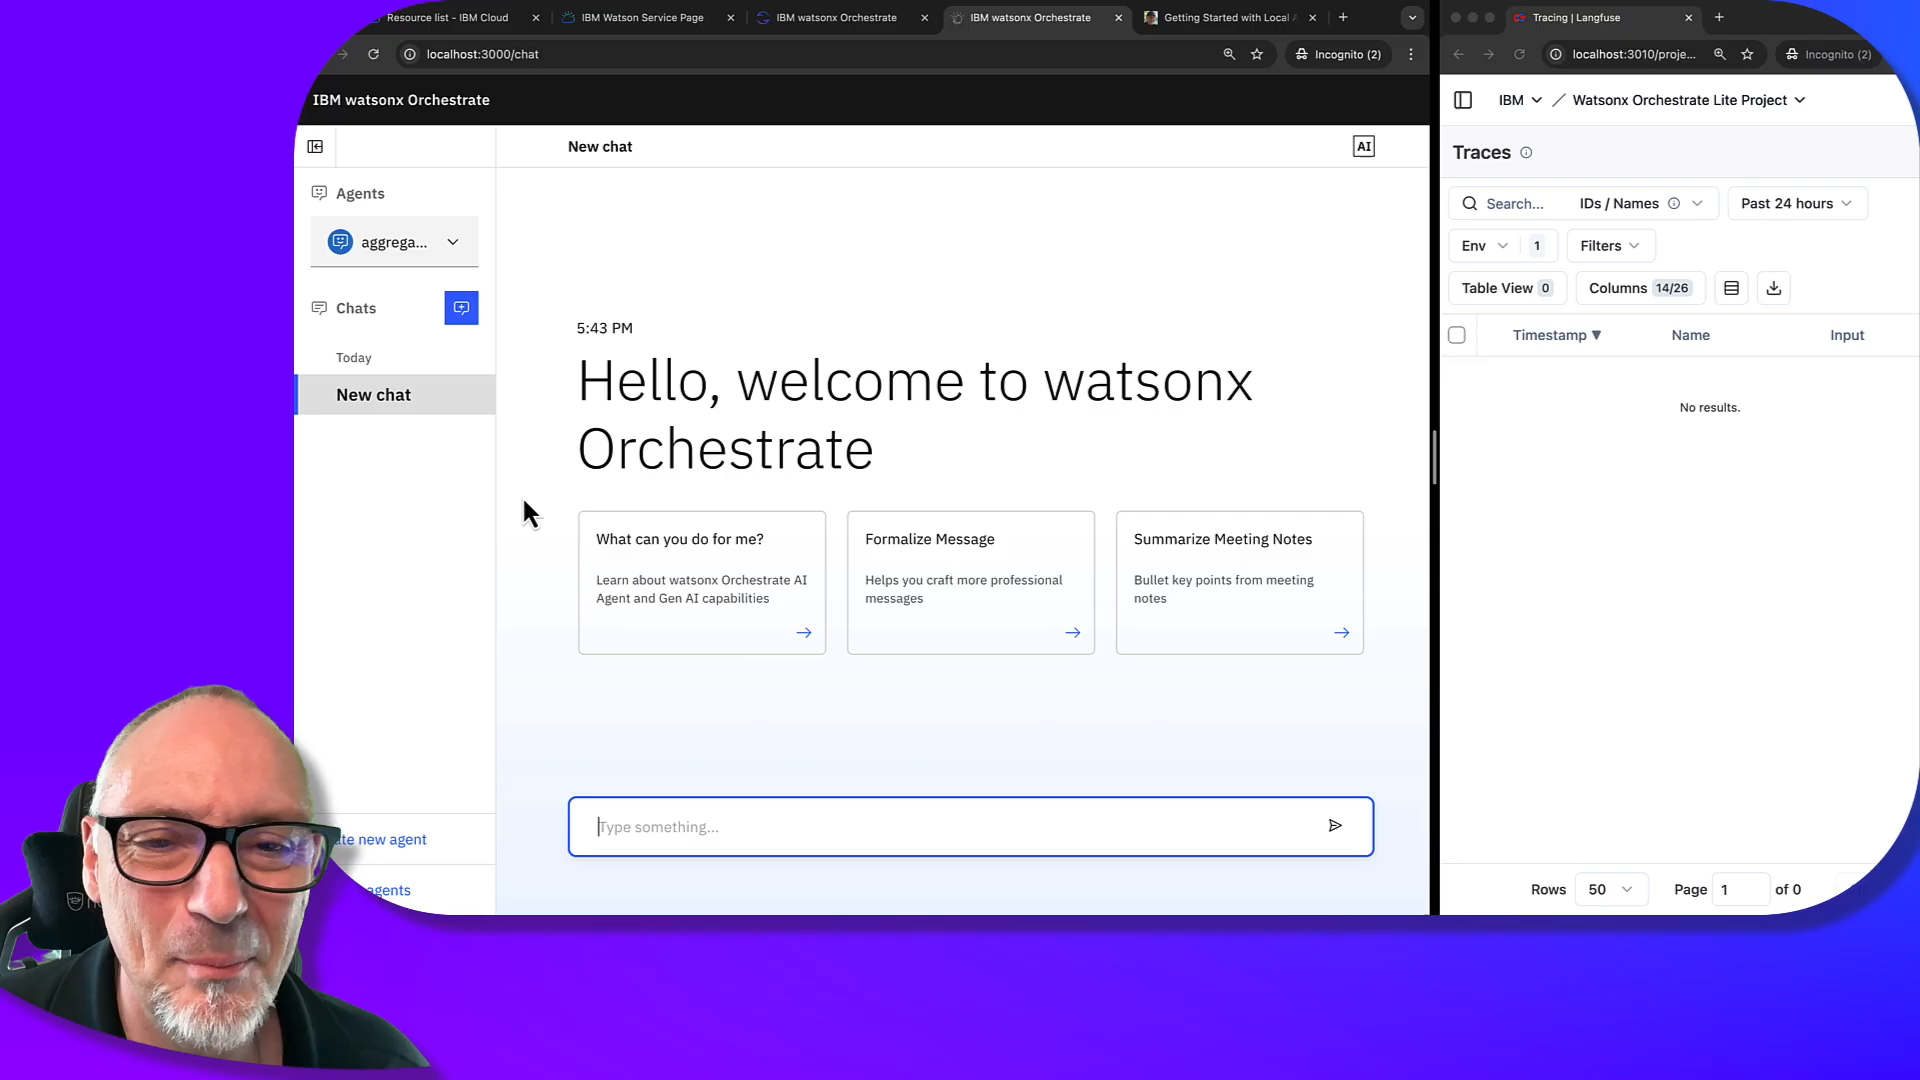 Resource list - IBM Cloud
IBM Watson Service Page
IBM watsonx Orchestrate
IBM watsonx Orchestrate
Getting Started with Local
Tracing | Langfuse
localhost:3000/chat
Incognito (2)
localhost:3010/proje...
Incognito (2)
IBM watsonx Orchestrate
IBM
Watsonx Orchestrate Lite Project
New chat
AI
Traces
Agents
aggrega...
Chats
Today
New chat
5:43 PM
Hello, welcome to watsonx
Orchestrate
What can you do for me?
Learn about watsonx Orchestrate AI
Agent and Gen AI capabilities
Formalize Message
Helps you craft more professional
messages
Summarize Meeting Notes
Bullet key points from meeting
notes
Type something...
new agent
agents
Search...
IDs / Names
Past 24 hours
Env 1
Filters
Table View 0
Columns 14/26
Timestamp ▼
Name
Input
No results.
Rows 50
Page 1 of 0